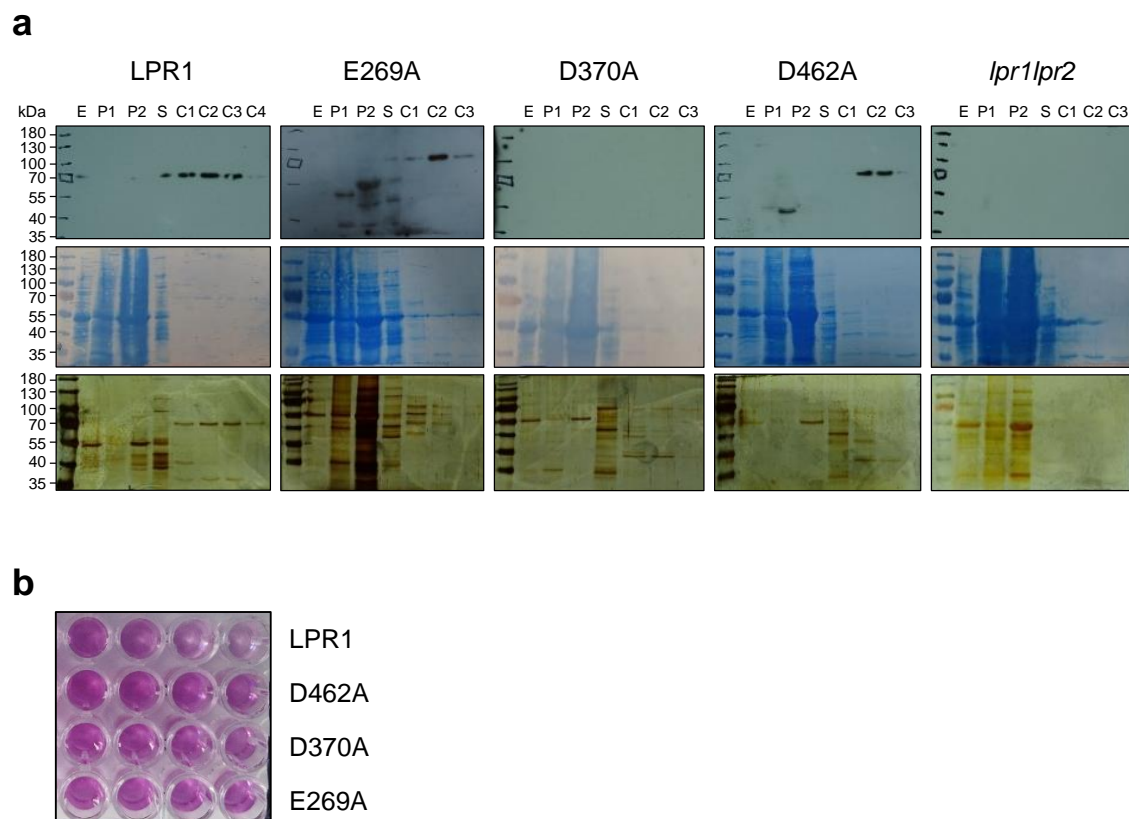 a
LPR1 E269A D370A D462A lpr1lpr2
kDa E P1 P2 S C1 C2 C3 C4 E P1 P2 S C1 C2 C3 E P1 P2 S C1 C2 C3 E P1 P2 S C1 C2 C3 E P1 P2 S C1 C2 C3
180
130
100
70
55
40
35
180
130
100
70
55
40
35
180
130
100
70
55
40
35
b
LPR1
D462A
D370A
E269A